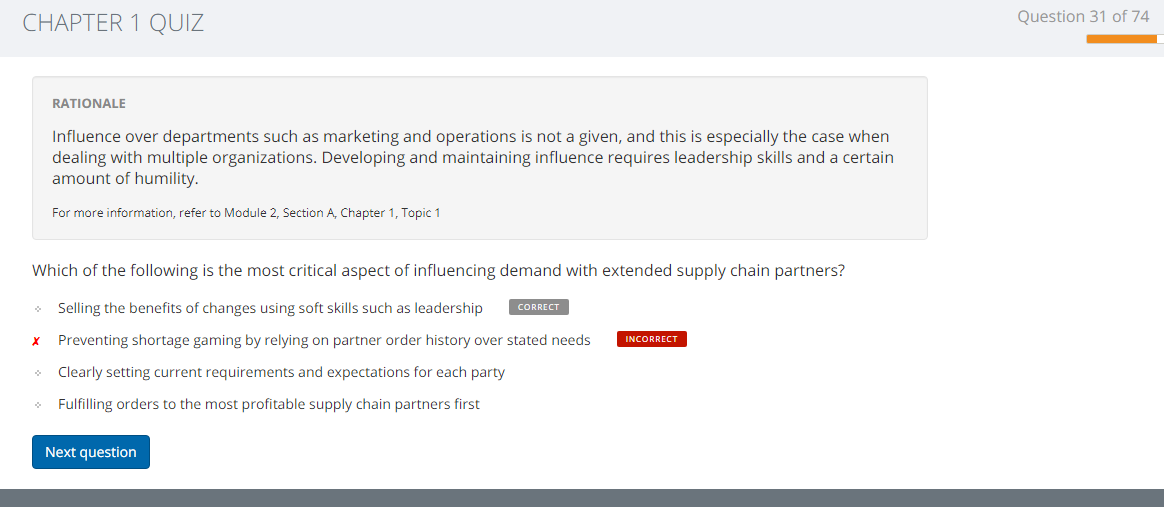 CHAPTER 1 QUIZ
Question 31 of 74
RATIONALE
Influence over departments such as marketing and operations is not a given, and this is especially the case when
dealing with multiple organizations. Developing and maintaining influence requires leadership skills and a certain
amount of humility.
For more information, refer to Module 2, Section A, Chapter 1, Topic 1
Which of the following is the most critical aspect of influencing demand with extended supply chain partners?
Selling the benefits of changes using soft skills such as leadership CORRECT
✗ Preventing shortage gaming by relying on partner order history over stated needs INCORRECT
Clearly setting current requirements and expectations for each party
Fulfilling orders to the most profitable supply chain partners first
Next question